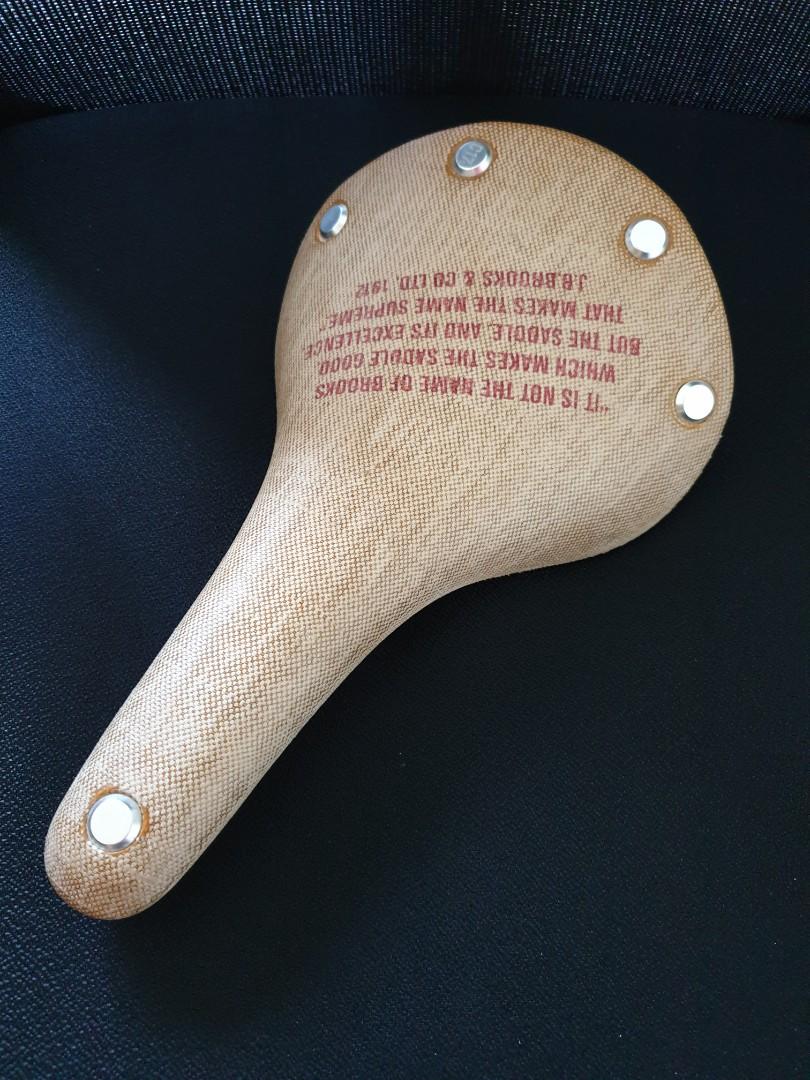 "IT IS NOT THE NAME OF BROOKS
WHICH MAKES THE SADDLE GOOD,
BUT THE SADDLE, AND ITS EXCELLENCE
THAT MAKES THE NAME SUPREME"
J.B.BROOKS & CO LTD. 1912